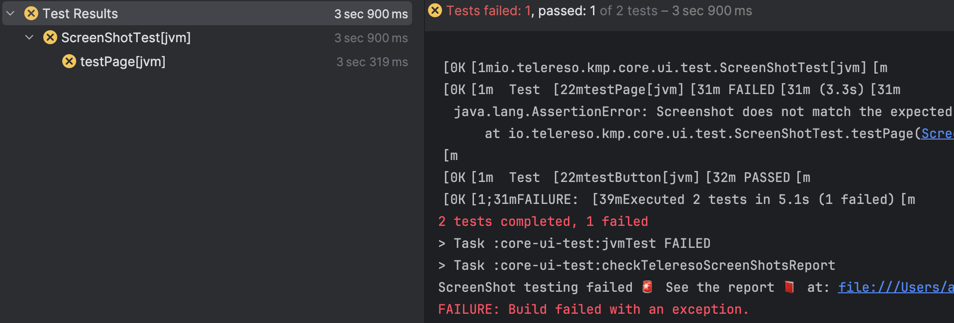 Test Results 3 sec 900 ms
ScreenShotTest[jvm] 3 sec 900 ms
testPage[jvm] 3 sec 319 ms
Tests failed: 1, passed: 1 of 2 tests – 3 sec 900 ms
[0K [1mio.telereso.kmp.core.ui.test.ScreenShotTest[jvm] [m
[0K [1m Test [22mtestPage[jvm] [31m FAILED [31m (3.3s) [31m
java.lang.AssertionError: Screenshot does not match the expected
at io.telereso.kmp.core.ui.test.ScreenShotTest.testPage(Scre
[m
[0K [1m Test [22mtestButton[jvm] [32m PASSED [m
[0K [1;31mFAILURE: [39mExecuted 2 tests in 5.1s (1 failed) [m
2 tests completed, 1 failed
> Task :core-ui-test:jvmTest FAILED
> Task :core-ui-test:checkTeleresoScreenShotsReport
ScreenShot testing failed 🚨 See the report 📕 at: file:///Users/a
FAILURE: Build failed with an exception.